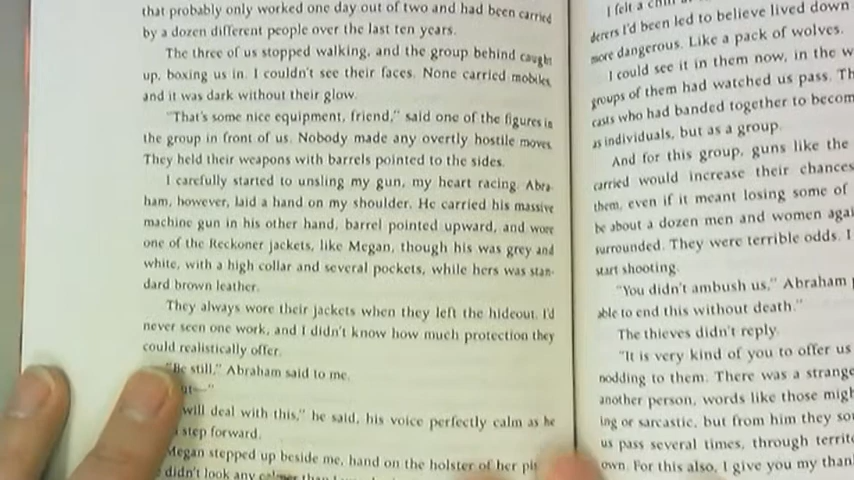 that probably only worked one day out of two and had been carried
by a dozen different people over the last ten years.
The three of us stopped walking, and the group behind caught
up, boxing us in. I couldn't see their faces. None carried mobiles,
and it was dark without their glow.
"That's some nice equipment, friend," said one of the figures in
the group in front of us. Nobody made any overtly hostile moves.
They held their weapons with barrels pointed to the sides.
I carefully started to unsling my gun, my heart racing. Abra-
ham, however, laid a hand on my shoulder. He carried his massive
machine gun in his other hand, barrel pointed upward, and wore
one of the Reckoner jackets, like Megan, though his was grey and
white, with a high collar and several pockets, while hers was stan-
dard brown leather.
They always wore their jackets when they left the hideout. I'd
never seen one work, and I didn't know how much protection they
could realistically offer.
"Be still," Abraham said to me.
ut—"
will deal with this," he said, his voice perfectly calm as he
step forward.
Megan stepped up beside me, hand on the holster of her pis
didn't look any calmer than
I felt a chill
derers I'd been led to believe lived down
more dangerous. Like a pack of wolves.
I could see it in them now, in the w
groups of them had watched us pass. Th
casts who had banded together to becom
as individuals, but as a group.
And for this group, guns like the
carried would increase their chances
them, even if it meant losing some of
be about a dozen men and women agai
surrounded. They were terrible odds. I
start shooting.
"You didn't ambush us," Abraham
able to end this without death."
The thieves didn't reply.
"It is very kind of you to offer us
nodding to them. There was a strange
another person, words like those migh
ing or sarcastic, but from him they so
us pass several times, through territo
own. For this also, I give you my than